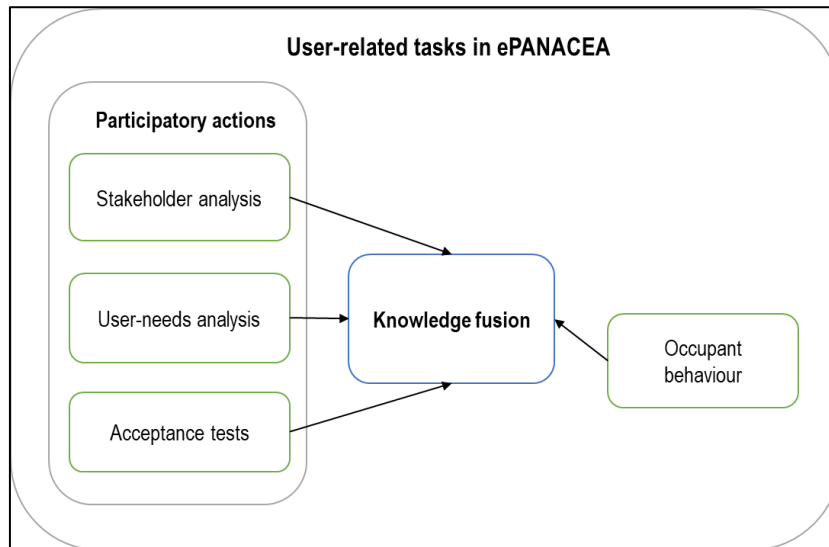 User-related tasks in ePANACEA
Participatory actions
Stakeholder analysis
User-needs analysis
Knowledge fusion
Occupant
behaviour
Acceptance tests